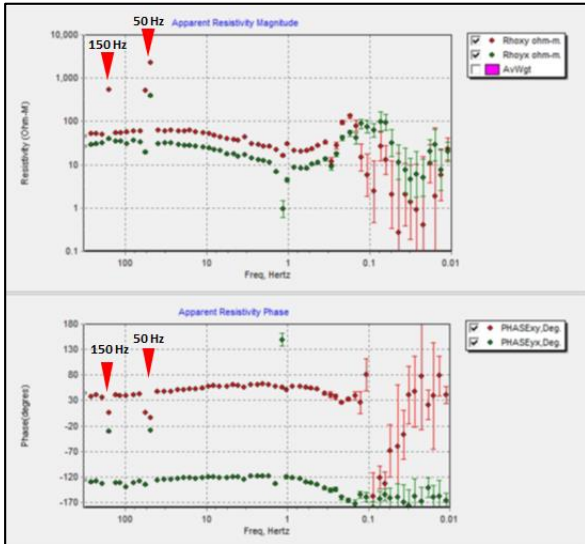 Apparent Resistivity Magnitude
150 Hz
50 Hz
Resistivity (Ohm-M)
10,000
1,000
100
10
1
0.1
100
10
1
0.1
0.01
Freq, Hertz
Rhoxy ohm-m.
Rhoyx ohm-m.
AvWgt
Apparent Resistivity Phase
150 Hz
50 Hz
Phase(degrees)
180
130
80
30
-20
-70
-120
-170
100
10
1
0.1
0.01
Freq, Hertz
PHASExy,Deg.
PHASEyx,Deg.